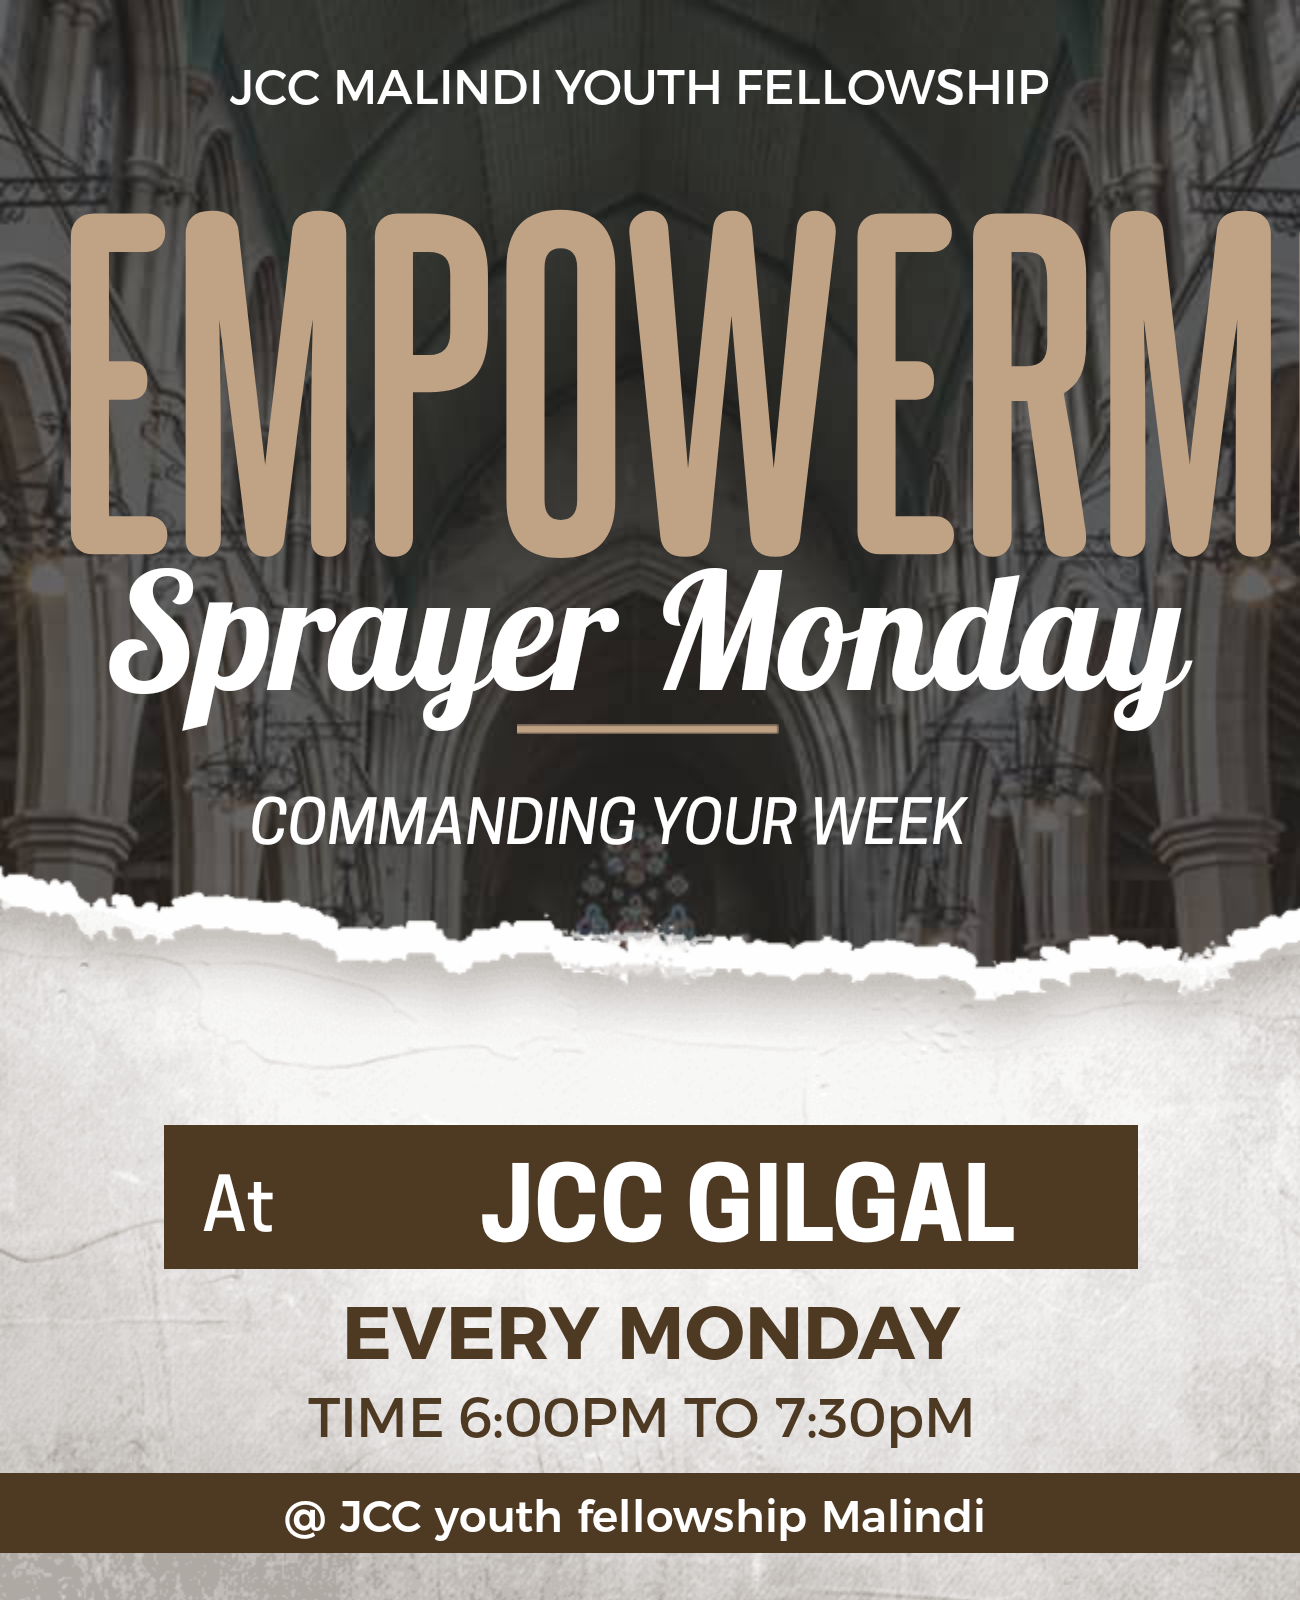 JCC MALINDI YOUTH FELLOWSHIP
EMPOWERM
Sprayer Monday
COMMANDING YOUR WEEK
At JCC GILGAL
EVERY MONDAY
TIME 6:00PM TO 7:30pM
@ JCC youth fellowship Malindi